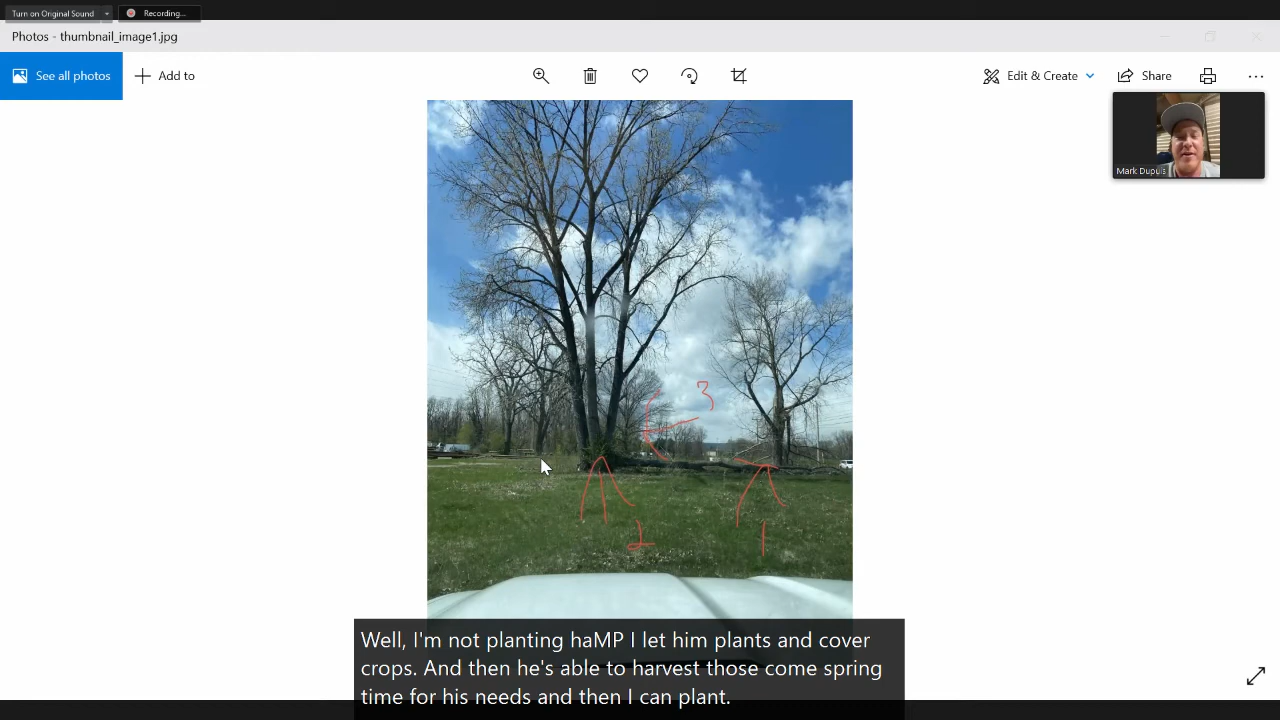 Turn on Original Sound
Recording...
Photos - thumbnail_image1.jpg
See all photos
Add to
Edit & Create
Share
Mark Dupuis
3
2
1
Well, I'm not planting haMP I let him plants and cover
crops. And then he's able to harvest those come spring
time for his needs and then I can plant.